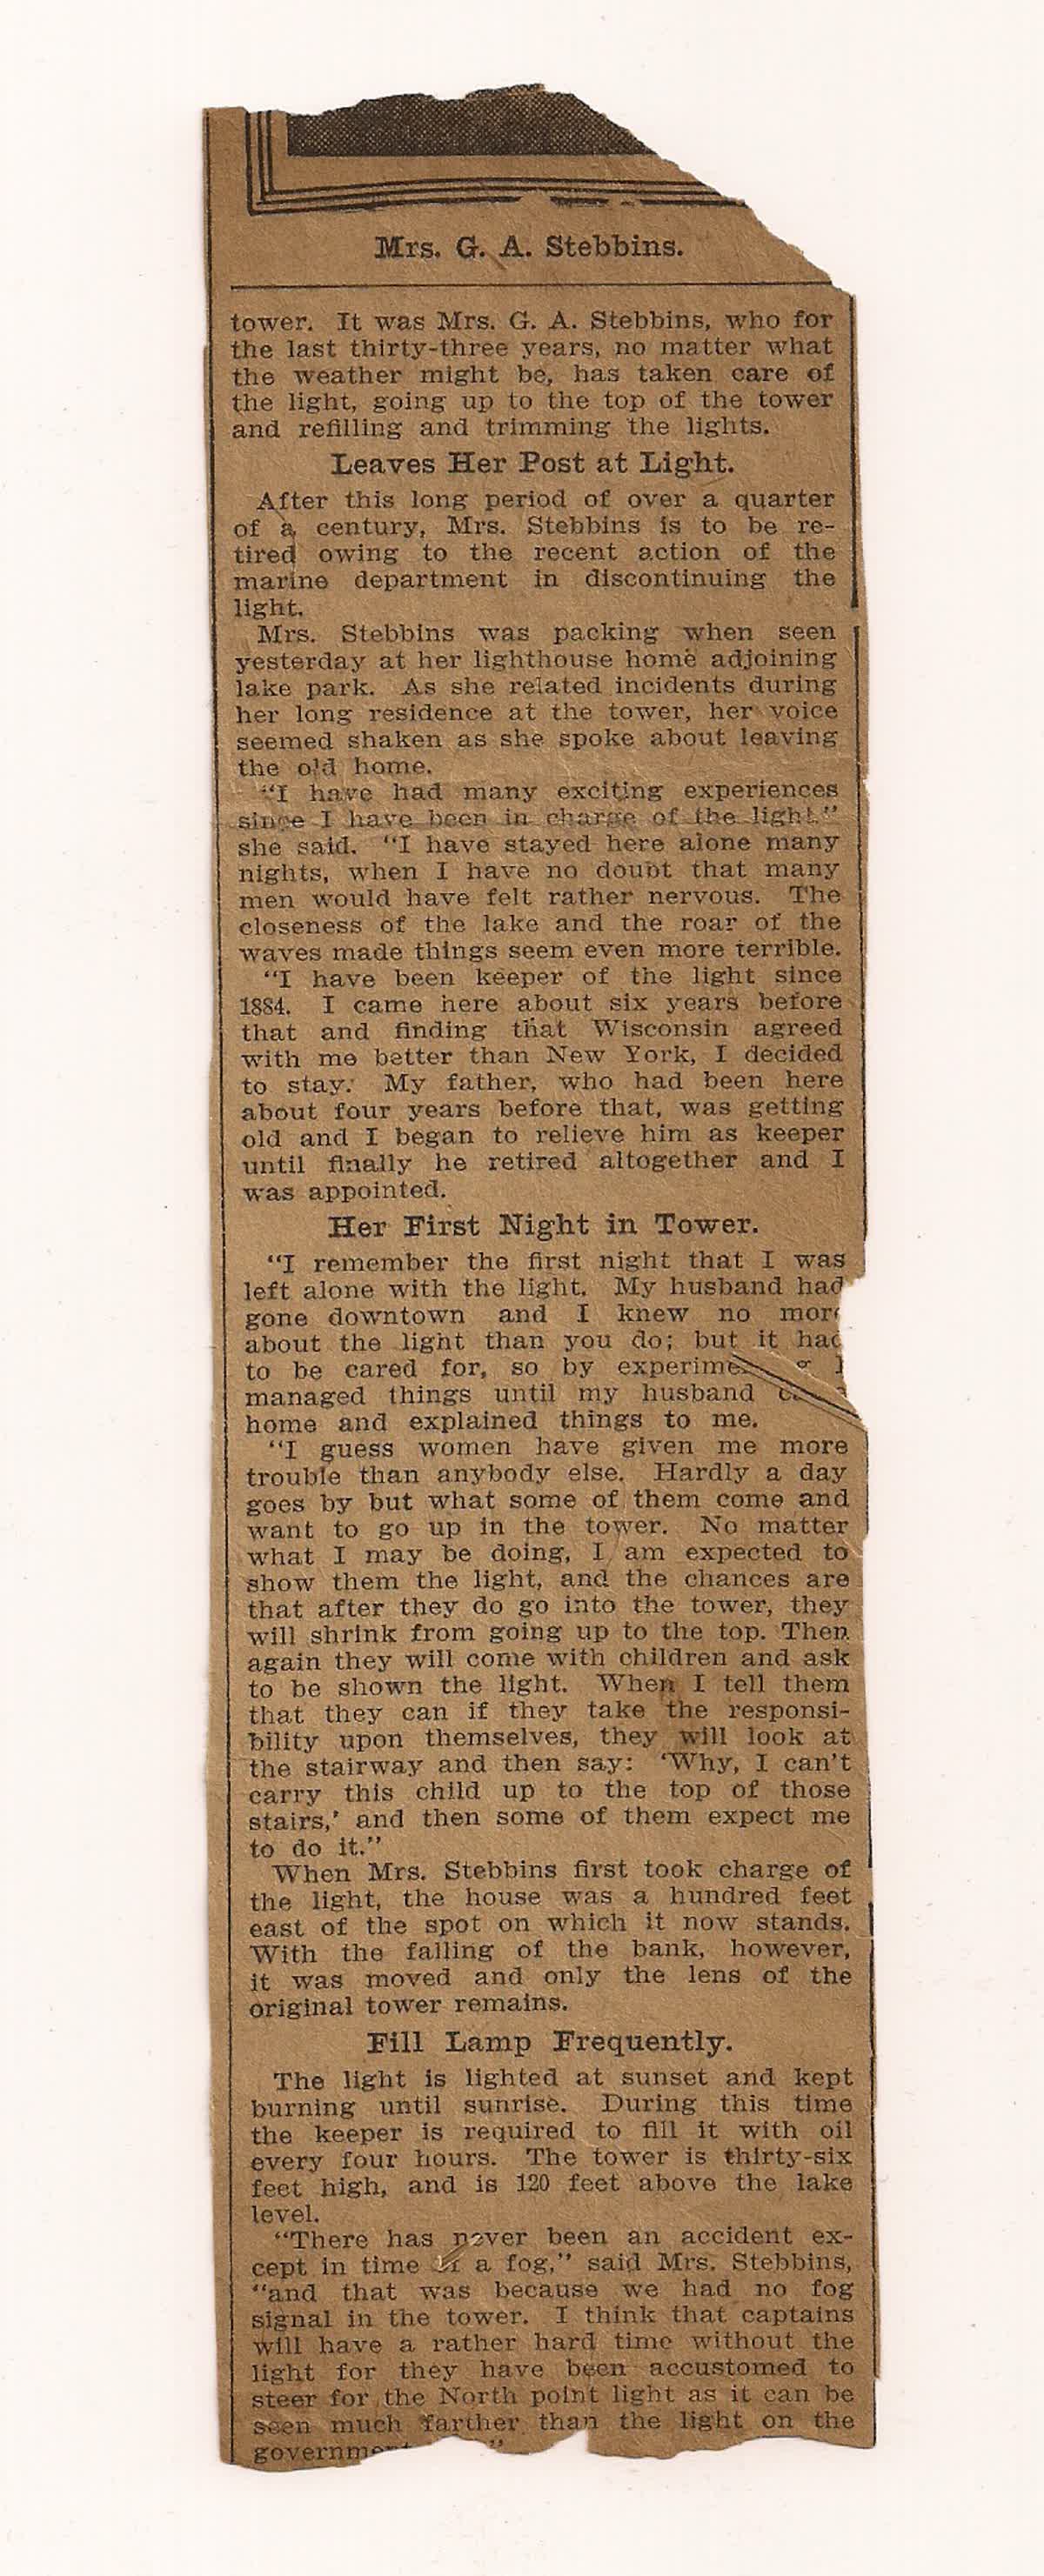 Mrs. G. A. Stebbins.
tower. It was Mrs. G. A. Stebbins, who for
the last thirty-three years, no matter what
the weather might be, has taken care of
the light, going up to the top of the tower
and refilling and trimming the lights.
Leaves Her Post at Light.
After this long period of over a quarter
of a century, Mrs. Stebbins is to be re-
tired owing to the recent action of the
marine department in discontinuing the
light.
Mrs. Stebbins was packing when seen
yesterday at her lighthouse home adjoining
lake park. As she related incidents during
her long residence at the tower, her voice
seemed shaken as she spoke about leaving
the old home.
"I have had many exciting experiences
since I have been in charge of the light."
she said. "I have stayed here alone many
nights, when I have no doubt that many
men would have felt rather nervous. The
closeness of the lake and the roar of the
waves made things seem even more terrible.
"I have been keeper of the light since
1884. I came here about six years before
that and finding that Wisconsin agreed
with me better than New York, I decided
to stay. My father, who had been here
about four years before that, was getting
old and I began to relieve him as keeper
until finally he retired altogether and I
was appointed.
Her First Night in Tower.
"I remember the first night that I was
left alone with the light. My husband had
gone downtown and I knew no more
about the light than you do; but it had
to be cared for, so by I
managed things until my husband
home and explained things to me.
"I guess women have given me more
trouble than anybody else. Hardly a day
goes by but what some of them come and
want to go up in the tower. No matter
what I may be doing, I am expected to
show them the light, and the chances are
that after they do go into the tower, they
will shrink from going up to the top. Then
again they will come with children and ask
to be shown the light. When I tell them
that they can if they take the responsi-
bility upon themselves, they will look at
the stairway and then say: 'Why, I can't
carry this child up to the top of those
stairs,' and then some of them expect me
to do it."
When Mrs. Stebbins first took charge of
the light, the house was a hundred feet
east of the spot on which it now stands.
With the falling of the bank, however,
it was moved and only the lens of the
original tower remains.
Fill Lamp Frequently.
The light is lighted at sunset and kept
burning until sunrise. During this time
the keeper is required to fill it with oil
every four hours. The tower is thirty-six
feet high, and is 120 feet above the lake
level.
"There has never been an accident ex-
cept in time of a fog," said Mrs. Stebbins,
"and that was because we had no fog
signal in the tower. I think that captains
will have a rather hard time without the
light for they have been accustomed to
steer for the North point light as it can be
seen much farther than the light on the